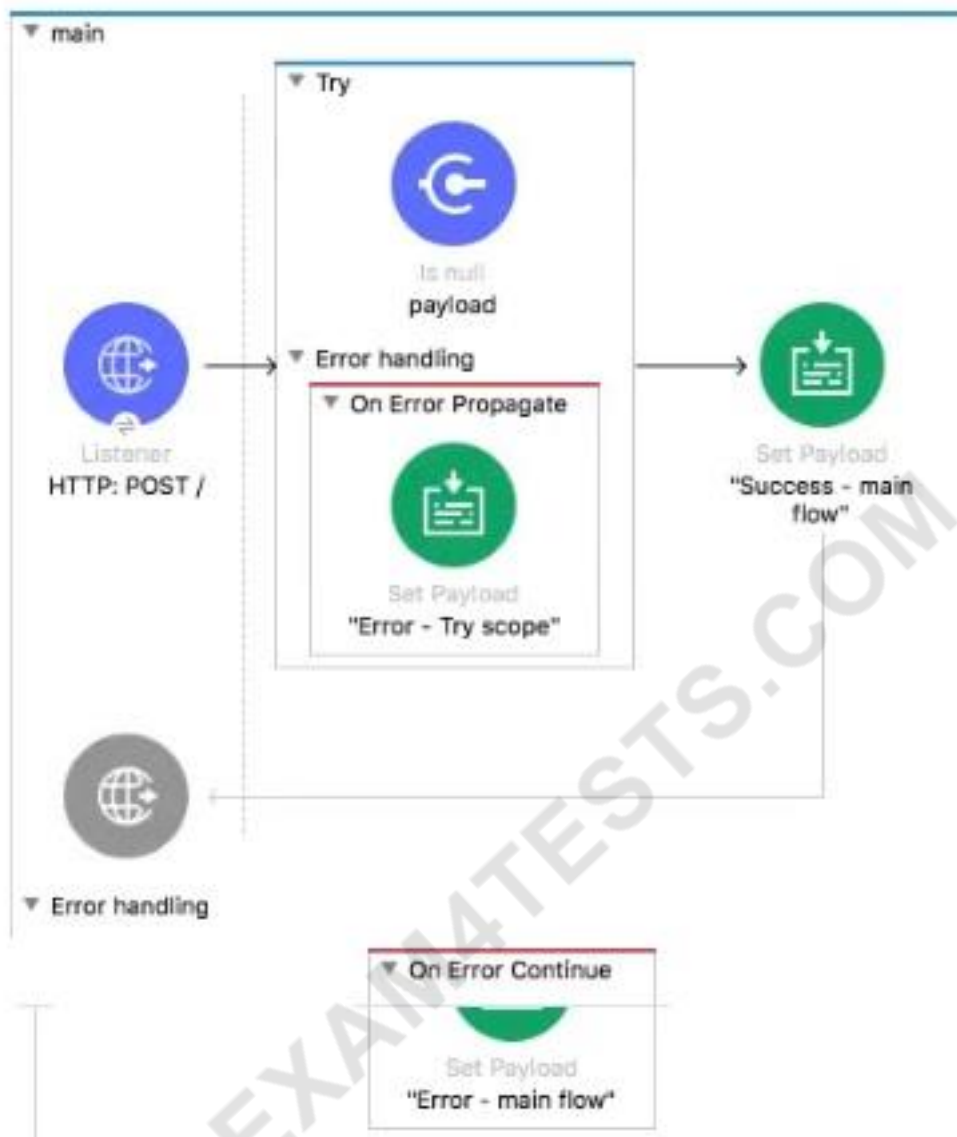 main
Try
Is null
payload
Error handling
On Error Propagate
Listener
HTTP: POST /
Set Payload
"Success - main
flow"
Set Payload
"Error - Try scope"
Error handling
On Error Continue
Set Payload
"Error - main flow"
EXAM4TESTS.COM